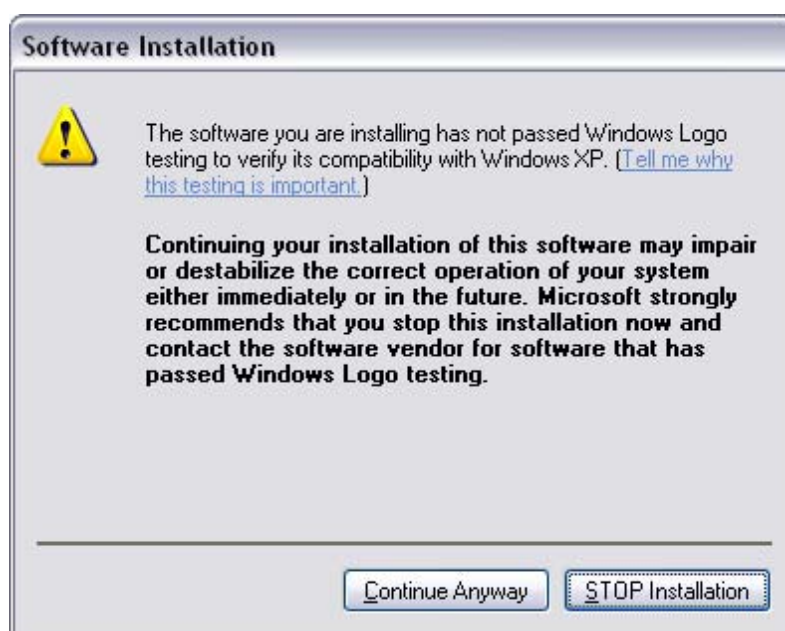 Software Installation
The software you are installing has not passed Windows Logo
testing to verify its compatibility with Windows XP. (Tell me why
this testing is important.)
Continuing your installation of this software may impair
or destabilize the correct operation of your system
either immediately or in the future. Microsoft strongly
recommends that you stop this installation now and
contact the software vendor for software that has
passed Windows Logo testing.
Continue Anyway
STOP Installation